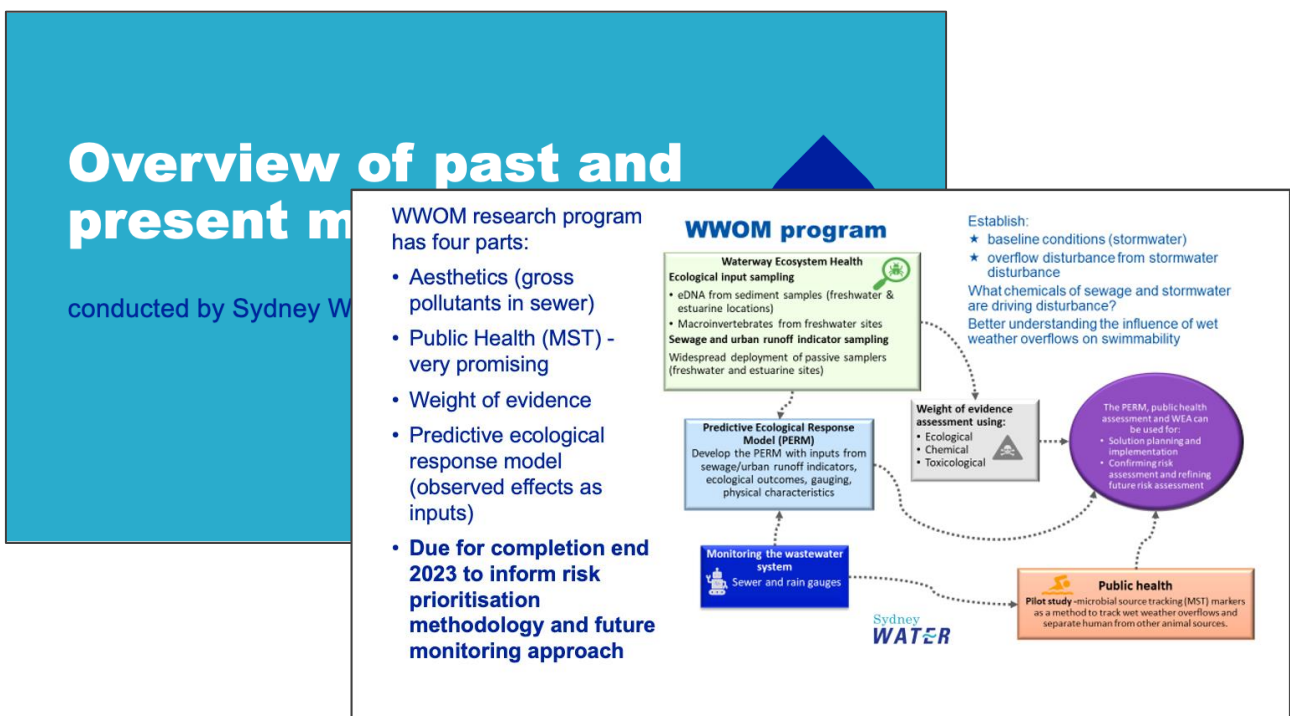 Overview of past and
present m
conducted by Sydney W
WWOM research program
has four parts:
• Aesthetics (gross
pollutants in sewer)
• Public Health (MST) -
very promising
• Weight of evidence
• Predictive ecological
response model
(observed effects as
inputs)
• Due for completion end
2023 to inform risk
prioritisation
methodology and future
monitoring approach
WWOM program
Waterway Ecosystem Health
Ecological input sampling
• eDNA from sediment samples (freshwater &
estuarine locations)
• Macroinvertebrates from freshwater sites
Sewage and urban runoff indicator sampling
Widespread deployment of passive samplers
(freshwater and estuarine sites)
Establish:
★ baseline conditions (stormwater)
★ overflow disturbance from stormwater
disturbance
What chemicals of sewage and stormwater
are driving disturbance?
Better understanding the influence of wet
weather overflows on swimmability
Predictive Ecological Response
Model (PERM)
Develop the PERM with inputs from
sewage/urban runoff indicators,
ecological outcomes, gauging,
physical characteristics
Weight of evidence
assessment using:
• Ecological
• Chemical
• Toxicological
The PERM, public health
assessment and WEA can
be used for:
• Solution planning and
implementation
• Confirming risk
assessment and refining
future risk assessment
Monitoring the wastewater
system
Sewer and rain gauges
Public health
Pilot study -microbial source tracking (MST) markers
as a method to track wet weather overflows and
separate human from other animal sources.
Sydney
WATER